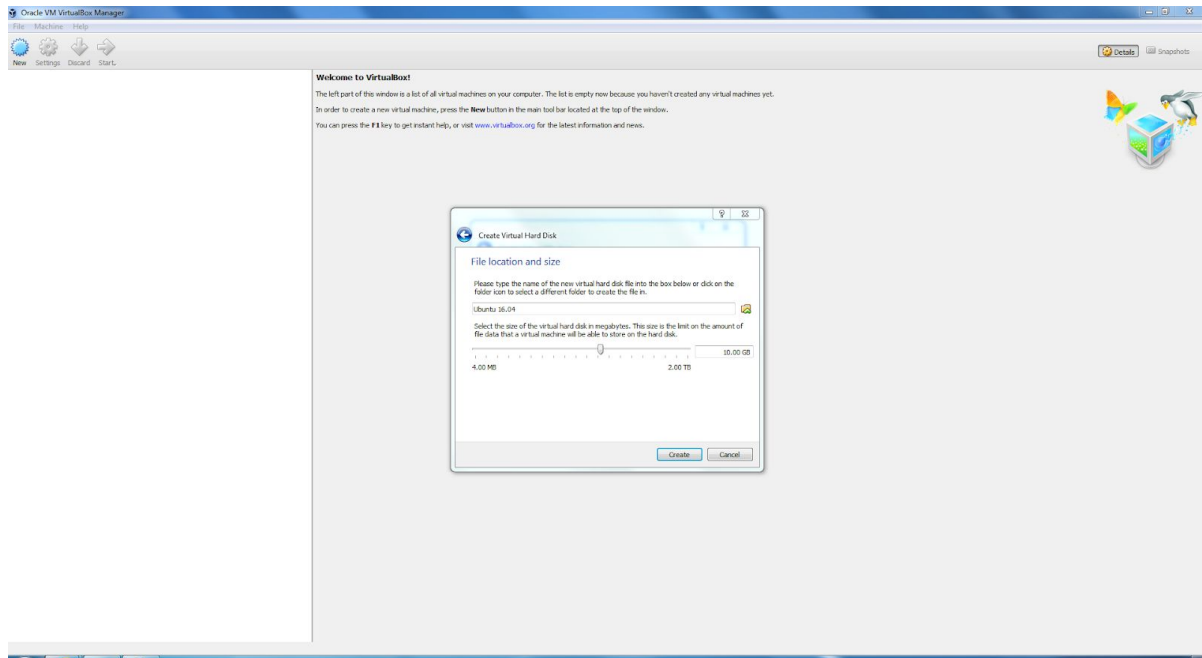 Oracle VM VirtualBox Manager
File Machine Help
New Settings Discard Start.
Details Snapshots
Welcome to VirtualBox!
The left part of this window is a list of all virtual machines on your computer. The list is empty now because you haven't created any virtual machines yet.
In order to create a new virtual machine, press the New button in the main tool bar located at the top of the window.
You can press the F1 key to get instant help, or visit www.virtualbox.org for the latest information and news.
Create Virtual Hard Disk
File location and size
Please type the name of the new virtual hard disk file into the box below or click on the
folder icon to select a different folder to create the file in.
Ubuntu 16.04
Select the size of the virtual hard disk in megabytes. This size is the limit on the amount of
file data that a virtual machine will be able to store on the hard disk.
10.00 GB
4.00 MB 2.00 TB
Create Cancel